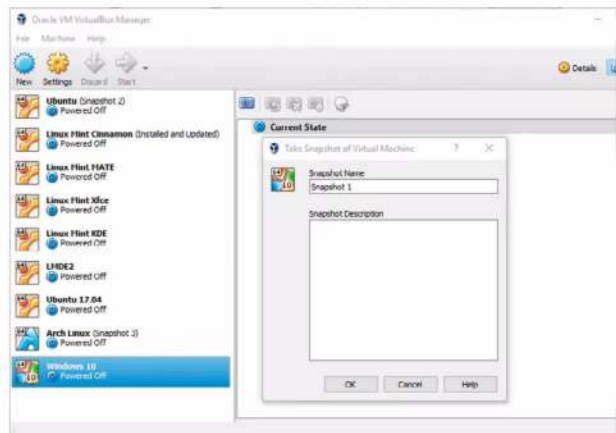 Oracle VM VirtualBox Manager
File Machine Help
New Settings Discard Start
Details
Ubuntu (Snapshot 2)
Powered Off
Linux Mint Cinnamon (Installed and Updated)
Powered Off
Linux Mint MATE
Powered Off
Linux Mint Xfce
Powered Off
Linux Mint KDE
Powered Off
LMDE2
Powered Off
Ubuntu 17.04
Powered Off
Arch Linux
Powered Off
Windows 10
Powered Off
Current State
Take Snapshot of Virtual Machine ?
Snapshot Name
Snapshot 1
Snapshot Description
OK Cancel Help